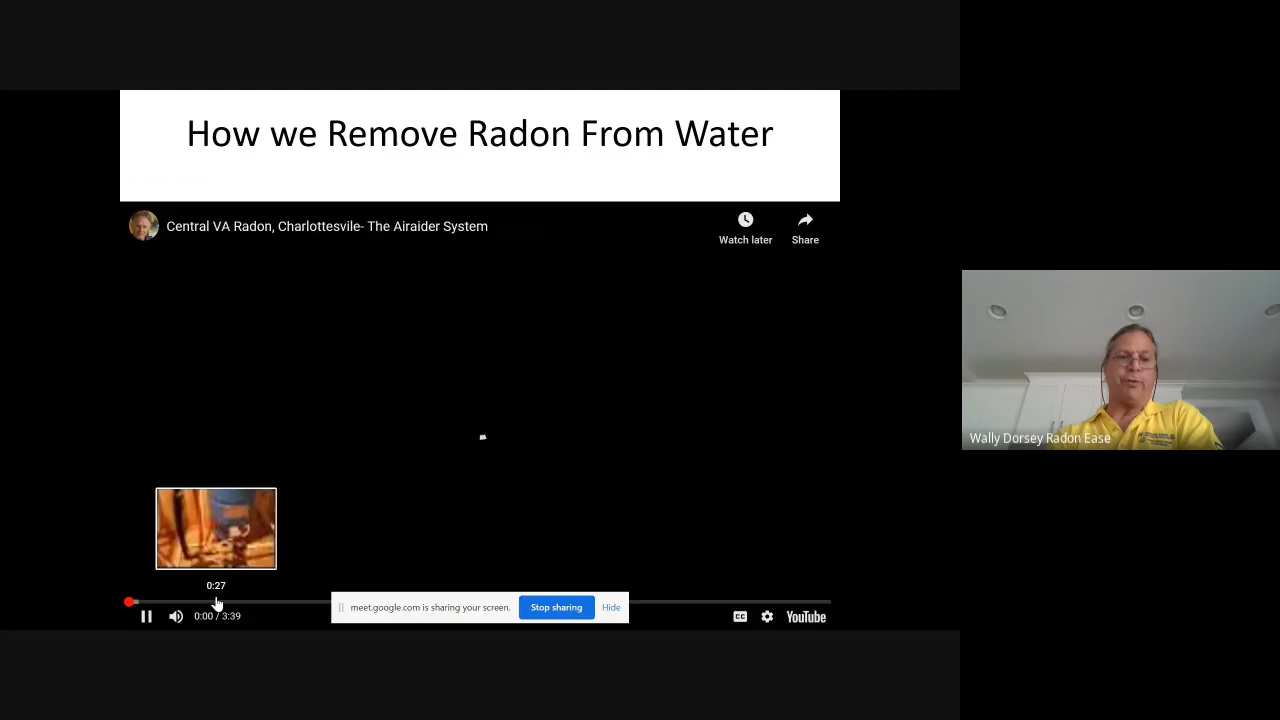 How we Remove Radon From Water
Central VA Radon, Charlottesvile- The Airaider System
Watch later
Share
Wally Dorsey Radon Ease
0:27
meet.google.com is sharing your screen.
Stop sharing
Hide
0:00 / 3:39
CC
YouTube